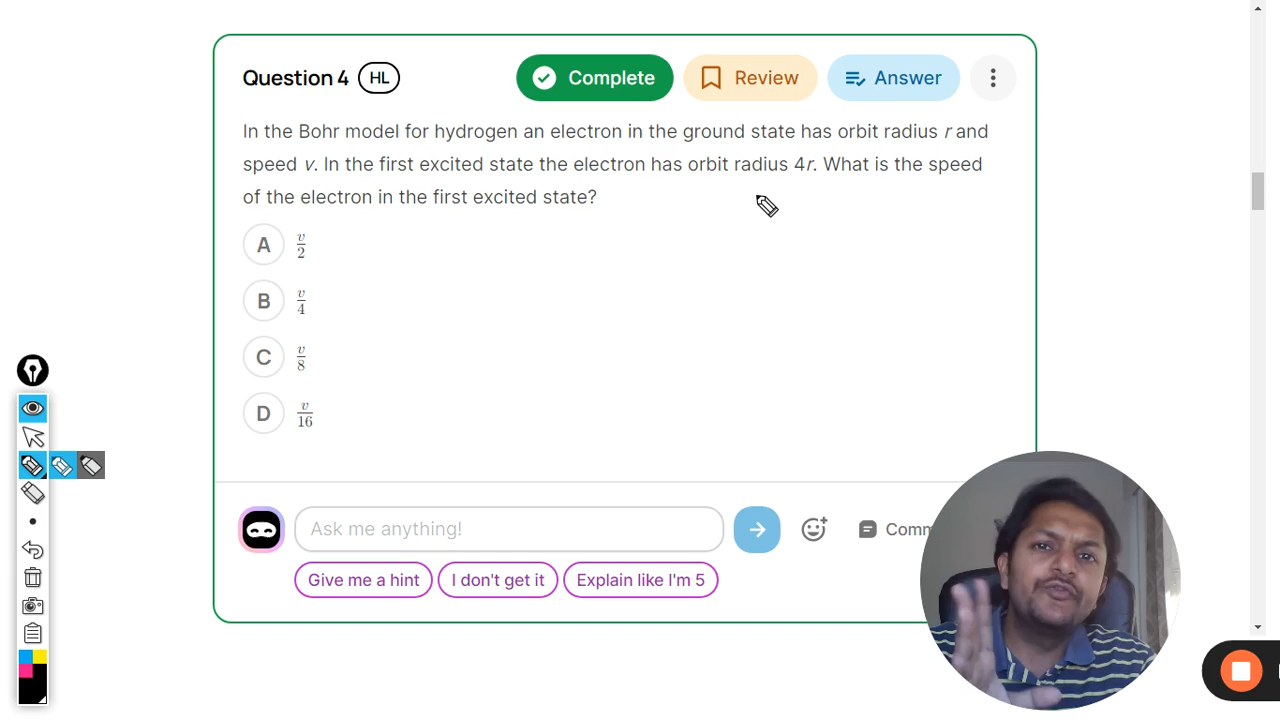 Question 4 HL Complete Review Answer
In the Bohr model for hydrogen an electron in the ground state has orbit radius r and
speed v. In the first excited state the electron has orbit radius 4r. What is the speed
of the electron in the first excited state?
A v/2
B v/4
C v/8
D v/16
Ask me anything! Comm
Give me a hint I don't get it Explain like I'm 5